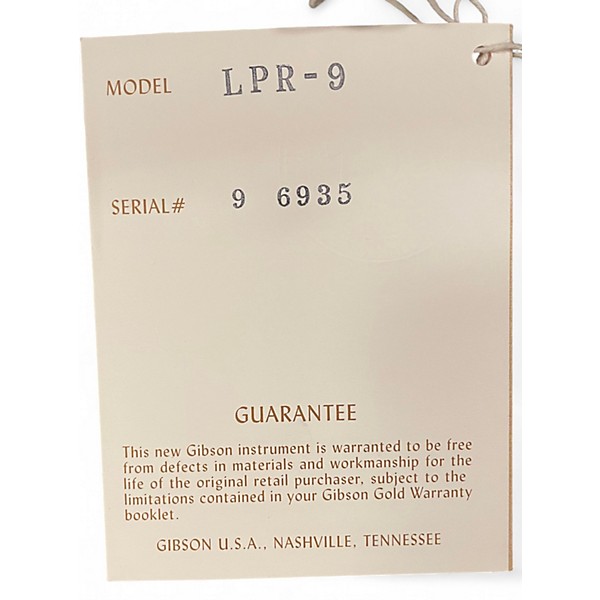 MODEL LPR-9
SERIAL# 9 6935
GUARANTEE
This new Gibson instrument is warranted to be free
from defects in materials and workmanship for the
life of the original retail purchaser, subject to the
limitations contained in your Gibson Gold Warranty
booklet.
GIBSON U.S.A., NASHVILLE, TENNESSEE